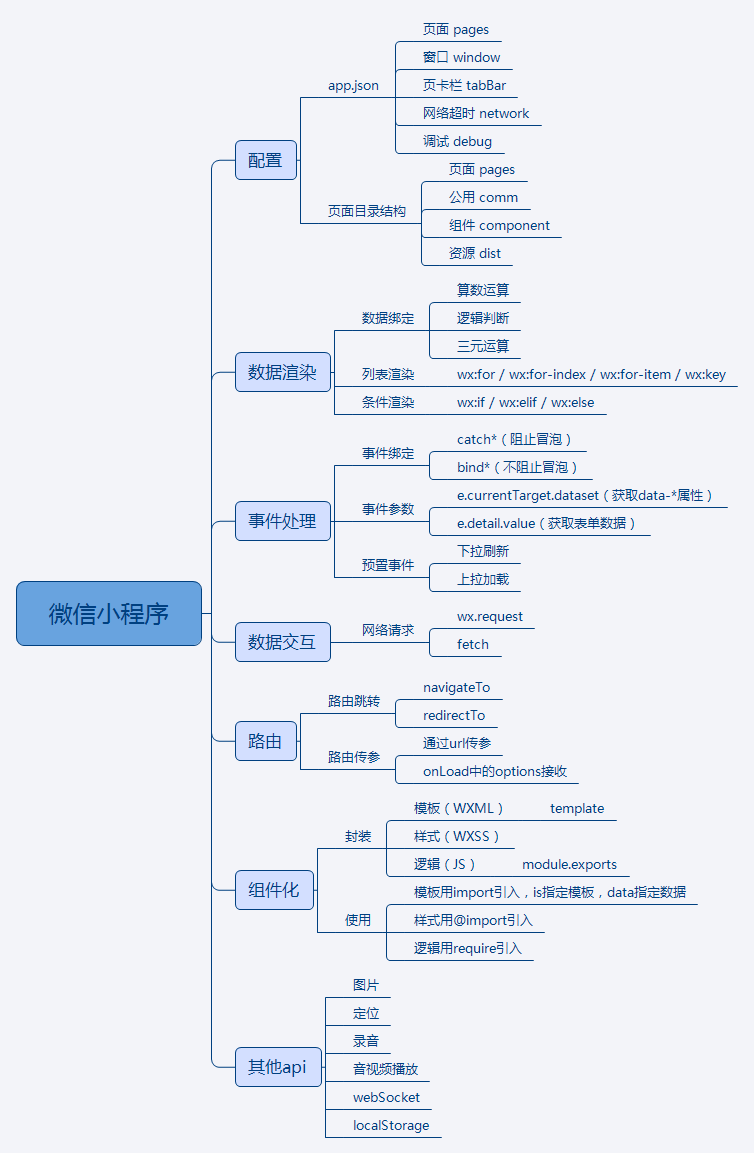 微信小程序
配置
app.json
页面 pages
窗口 window
页卡栏 tabBar
网络超时 network
调试 debug
页面目录结构
页面 pages
公用 comm
组件 component
资源 dist
数据渲染
数据绑定
算数运算
逻辑判断
三元运算
列表渲染
wx:for / wx:for-index / wx:for-item / wx:key
条件渲染
wx:if / wx:elif / wx:else
事件处理
事件绑定
catch*（阻止冒泡）
bind*（不阻止冒泡）
事件参数
e.currentTarget.dataset（获取data-*属性）
e.detail.value（获取表单数据）
预置事件
下拉刷新
上拉加载
数据交互
网络请求
wx.request
fetch
路由
路由跳转
navigateTo
redirectTo
路由传参
通过url传参
onLoad中的options接收
组件化
封装
模板（WXML） template
样式（WXSS）
逻辑（JS） module.exports
使用
模板用import引入，is指定模板，data指定数据
样式用@import引入
逻辑用require引入
其他api
图片
定位
录音
音视频播放
webSocket
localStorage